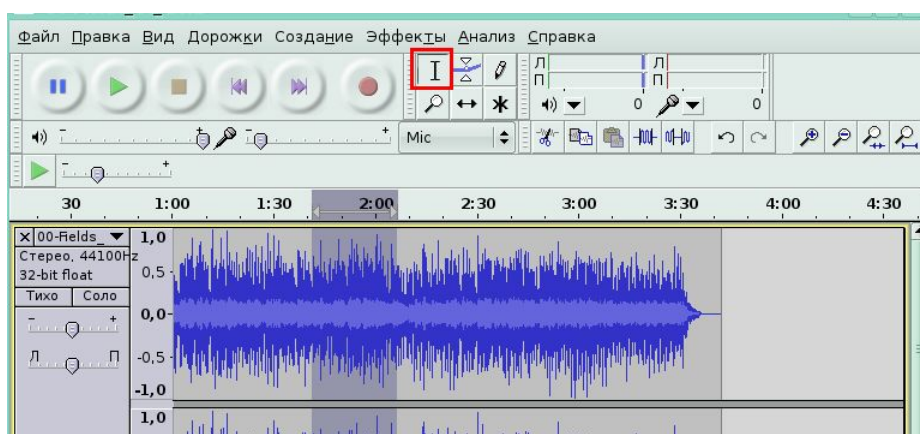 Файл Правка Вид Дорожки Создание Эффекты Анализ Справка
Л Л
П П
0 0
Mic
30 1:00 1:30 2:00 2:30 3:00 3:30 4:00 4:30
00-Fields_
Стерео, 44100Hz
32-bit float
Тихо Соло
- +
Л П
1,0
0,5
0,0
-0,5
-1,0
1,0